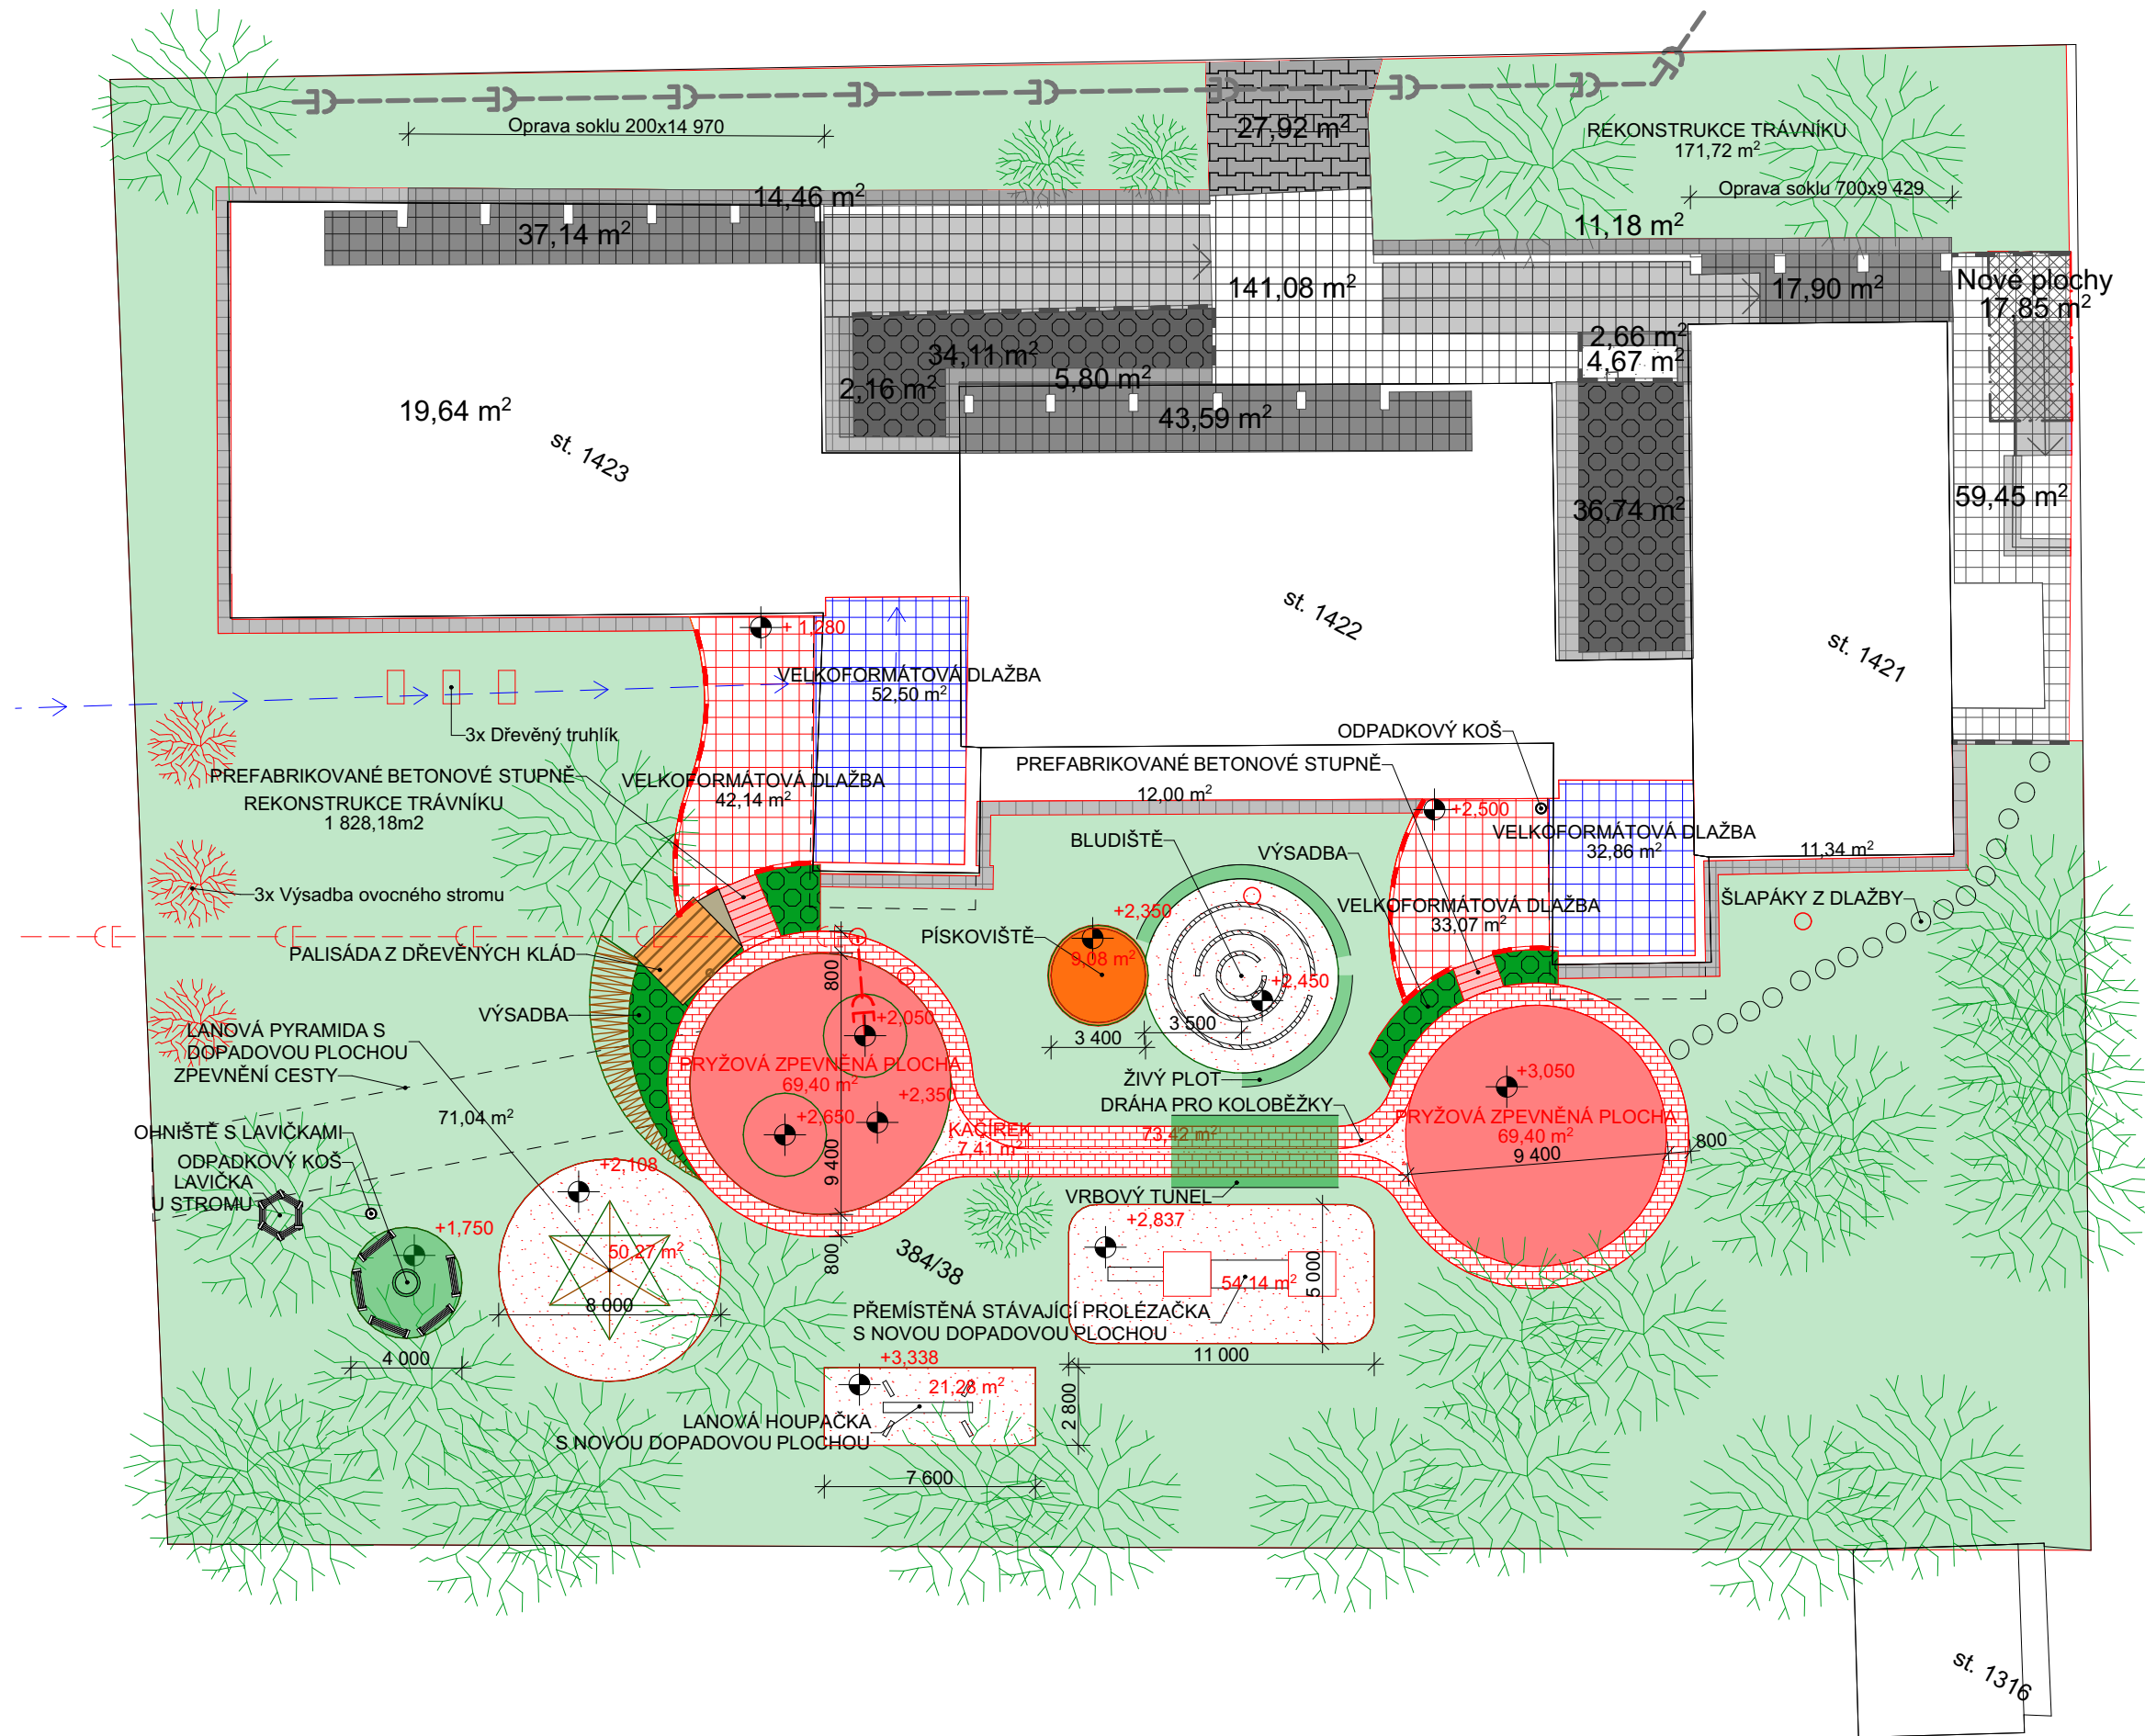 Oprava soklu 200x14 970
27,92 m²
REKONSTRUKCE TRÁVNÍKU
171,72 m²
Oprava soklu 700x9 429
14,46 m²
37,14 m²
11,18 m²
141,08 m²
17,90 m²
Nové plochy
17,85 m²
2,66 m²
4,67 m²
34,11 m²
5,80 m²
2,16 m²
43,59 m²
19,64 m²
st. 1423
59,45 m²
36,74 m²
st. 1422
st. 1421
+ 1,280
VELKOFORMÁTOVÁ DLAŽBA
52,50 m²
3x Dřevěný truhlík
ODPADKOVÝ KOŠ
PREFABRIKOVANÉ BETONOVÉ STUPNĚ
VELKOFORMÁTOVÁ DLAŽBA
42,14 m²
PREFABRIKOVANÉ BETONOVÉ STUPNĚ
12,00 m²
REKONSTRUKCE TRÁVNÍKU
1 828,18m2
+2,500
VELKOFORMÁTOVÁ DLAŽBA
32,86 m²
BLUDIŠTĚ
VÝSADBA
11,34 m²
3x Výsadba ovocného stromu
ŠLAPÁKY Z DLAŽBY
VELKOFORMÁTOVÁ DLAŽBA
33,07 m²
+2,350
PÍSKOVIŠTĚ
9,08 m²
PALISÁDA Z DŘEVĚNÝCH KLÁD
800
+2,450
VÝSADBA
+2,050
3 500
3 400
LANOVÁ PYRAMIDA S
DOPADOVOU PLOCHOU
ZPEVNĚNÍ CESTY
PRYŽOVÁ ZPEVNĚNÁ PLOCHA
69,40 m²
+2,350
+2,650
ŽIVÝ PLOT
+3,050
DRÁHA PRO KOLOBĚŽKY
71,04 m²
PRYŽOVÁ ZPEVNĚNÁ PLOCHA
69,40 m²
9 400
800
KAČÍREK
7,41 m²
73,42 m²
OHNIŠTĚ S LAVIČKAMI
ODPADKOVÝ KOŠ
LAVIČKA
U STROMU
+2,108
9 400
VRBOVÝ TUNEL
+1,750
+2,837
50,27 m²
800
384/38
54,14 m²
5 000
8 000
PŘEMÍSTĚNÁ STÁVAJÍCÍ PROLÉZAČKA
S NOVOU DOPADOVOU PLOCHOU
4 000
+3,338
11 000
21,28 m²
2 800
LANOVÁ HOUPAČKA
S NOVOU DOPADOVOU PLOCHOU
7 600
st. 1316